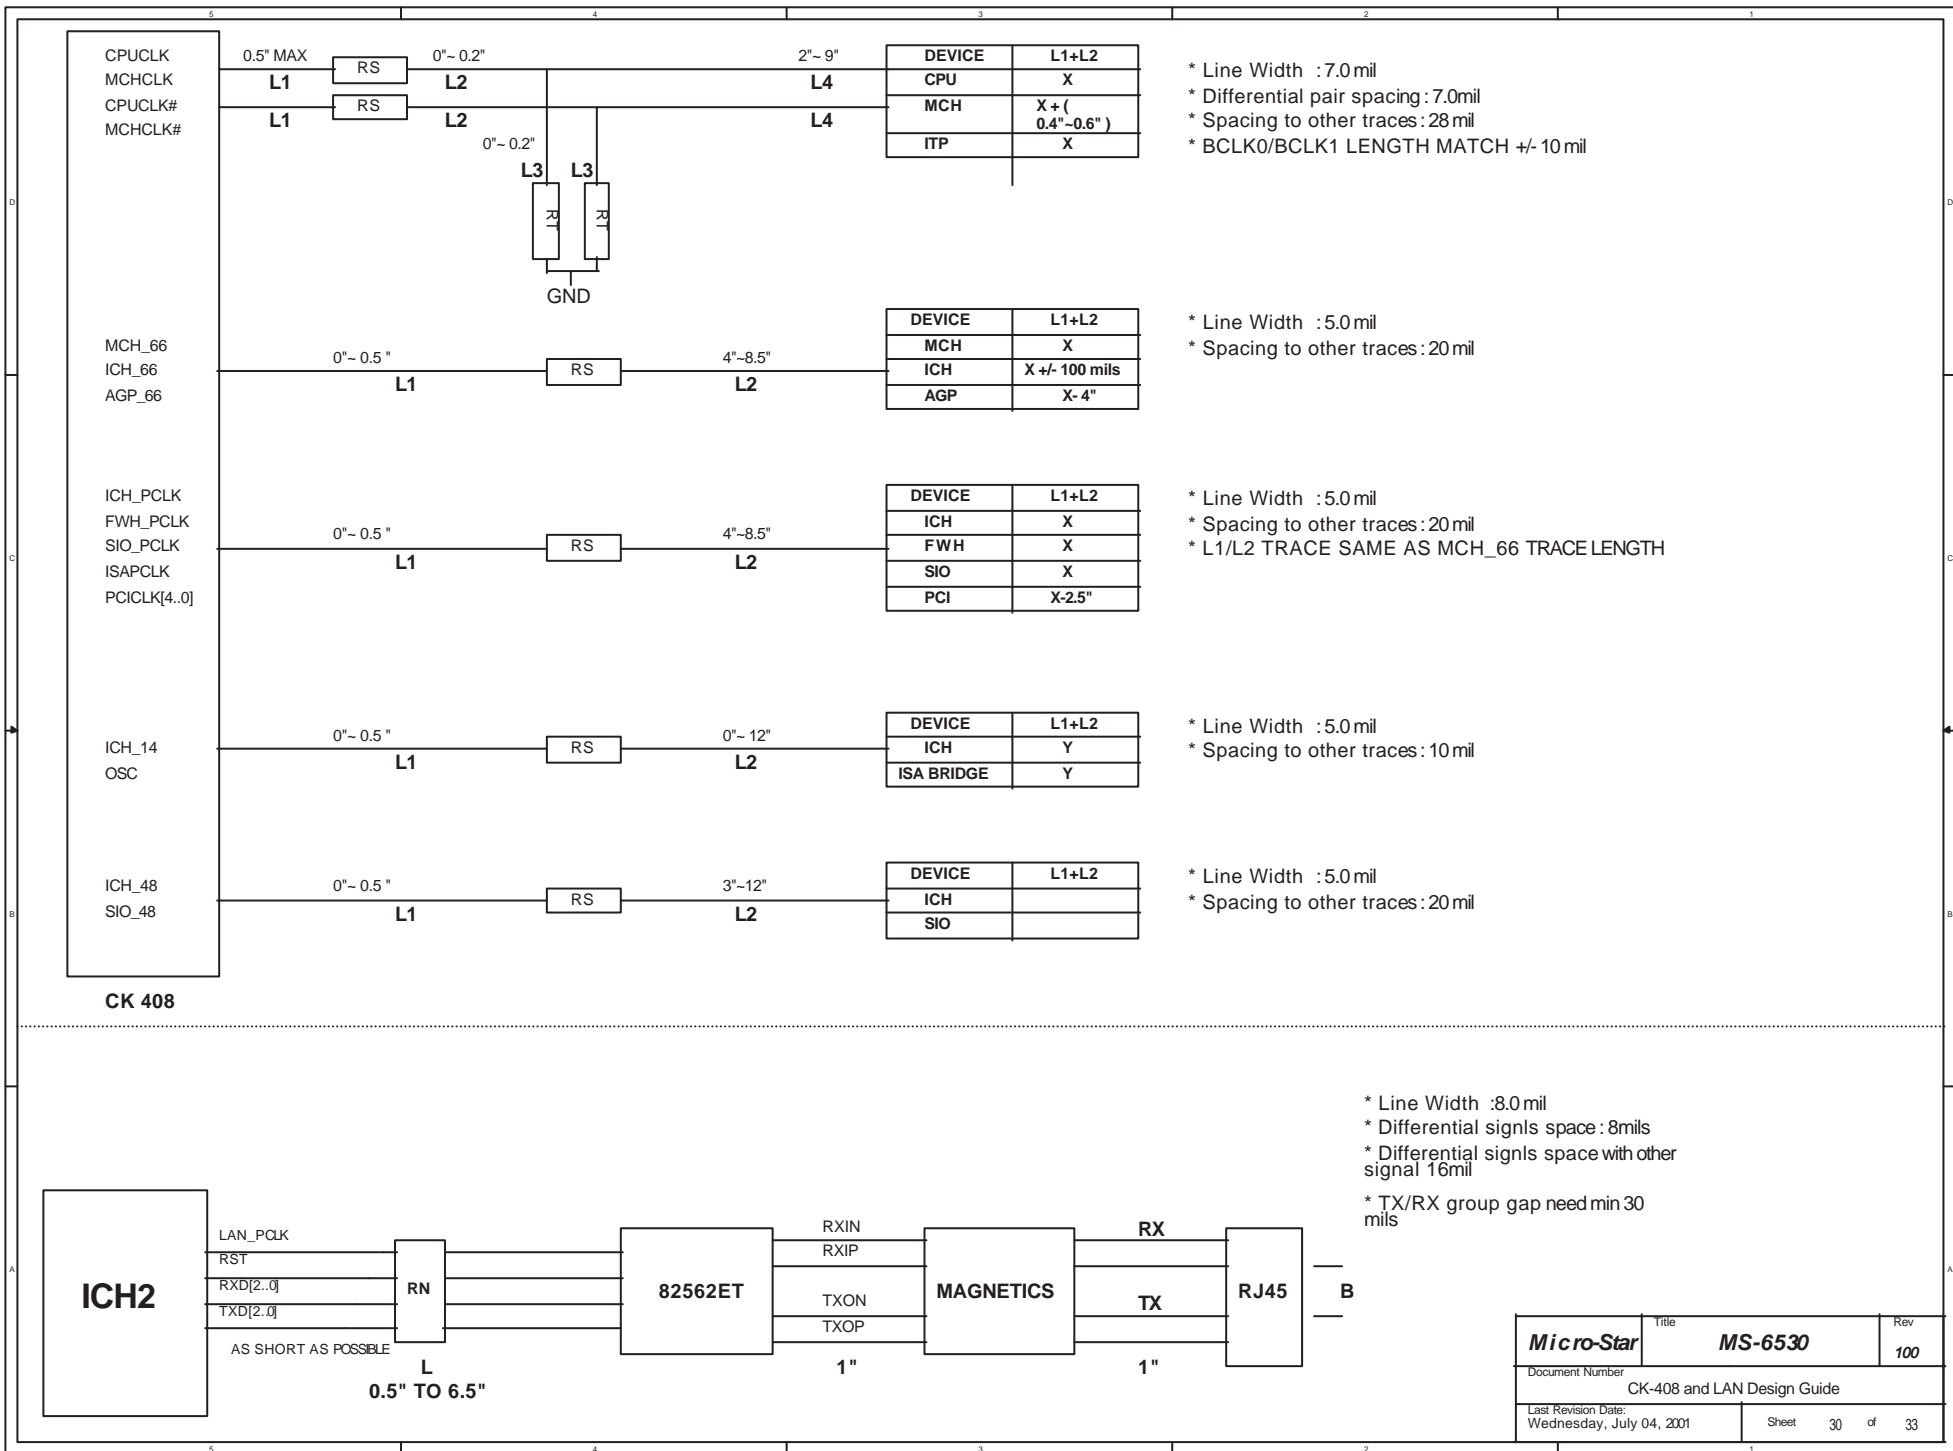 5 4 3 2 1
CPUCLK
MCHCLK
CPUCLK#
MCHCLK#
0.5" MAX
L1
RS
0"~ 0.2"
L2
2"~ 9"
L4
L1
RS
L2
L4
0"~ 0.2"
L3 L3
RT RT
GND
DEVICE L1+L2
CPU X
MCH X + (
0.4"~0.6" )
ITP X
* Line Width : 7.0 mil
* Differential pair spacing : 7.0mil
* Spacing to other traces : 28 mil
* BCLK0/BCLK1 LENGTH MATCH +/- 10 mil
D D
MCH_66
ICH_66
AGP_66
0"~ 0.5 "
L1
RS
4"~8.5"
L2
DEVICE L1+L2
MCH X
ICH X +/- 100 mils
AGP X- 4"
* Line Width : 5.0 mil
* Spacing to other traces : 20 mil
ICH_PCLK
FWH_PCLK
SIO_PCLK
ISAPCLK
PCICLK[4..0]
0"~ 0.5 "
L1
RS
4"~8.5"
L2
DEVICE L1+L2
ICH X
FWH X
SIO X
PCI X-2.5"
* Line Width : 5.0 mil
* Spacing to other traces : 20 mil
* L1/L2 TRACE SAME AS MCH_66 TRACE LENGTH
C C
ICH_14
OSC
0"~ 0.5 "
L1
RS
0"~ 12"
L2
DEVICE L1+L2
ICH Y
ISA BRIDGE Y
* Line Width : 5.0 mil
* Spacing to other traces : 10 mil
ICH_48
SIO_48
0"~ 0.5 "
L1
RS
3"~12"
L2
DEVICE L1+L2
ICH
SIO
* Line Width : 5.0 mil
* Spacing to other traces : 20 mil
B B
CK 408
* Line Width :8.0 mil
* Differential signls space : 8mils
* Differential signls space with other
signal 16mil
* TX/RX group gap need min 30
mils
ICH2
LAN_PCLK
RST
RXD[2..0]
TXD[2..0]
AS SHORT AS POSSIBLE
RN
L
0.5" TO 6.5"
82562ET
RXIN
RXIP
TXON
TXOP
1"
MAGNETICS
RX
TX
1"
RJ45
B
A A
Micro-Star
Title
MS-6530
Rev
100
Document Number
CK-408 and LAN Design Guide
Last Revision Date:
Wednesday, July 04, 2001
Sheet 30 of 33
5 4 3 2 1